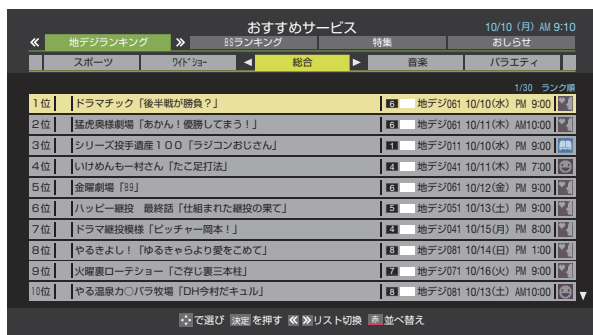 おすすめサービス
10/10（月）AM 9:10
≪ 地デジランキング ≫ BSランキング 特集 おしらせ
スポーツ ワイドショー ◀ 総合 ▶ 音楽 バラエティ
1/30 ランク順
1位 ドラマチック「後半戦が勝負？」 6 地デジ061 10/10(水) PM 9:00
2位 猛虎奥様劇場「あかん！優勝してまう！」 6 地デジ061 10/11(木) AM10:00
3位 シリーズ投手遺産１００「ラジコンおじさん」 1 地デジ011 10/10(水) PM 9:00
4位 いけめんも一村さん「たこ足打法」 4 地デジ041 10/11(木) PM 7:00
5位 金曜劇場『89』 6 地デジ061 10/12(金) PM 9:00
6位 ハッピー継投 最終話「仕組まれた継投の果て」 5 地デジ051 10/13(土) PM 9:00
7位 ドラマ継投模様「ピッチャー岡本！」 4 地デジ041 10/15(月) PM 8:00
8位 やるきよし！「ゆるきゃらより愛をこめて」 8 地デジ081 10/14(日) PM 1:00
9位 火曜裏ローテショー「ご存じ裏三本柱」 7 地デジ071 10/16(火) PM 9:00
10位 やる温泉カ○パラ牧場「DH今村だキュル」 8 地デジ081 10/13(土) AM10:00
で選び 決定 を押す ≪ ≫ リスト切換 赤 並べ替え